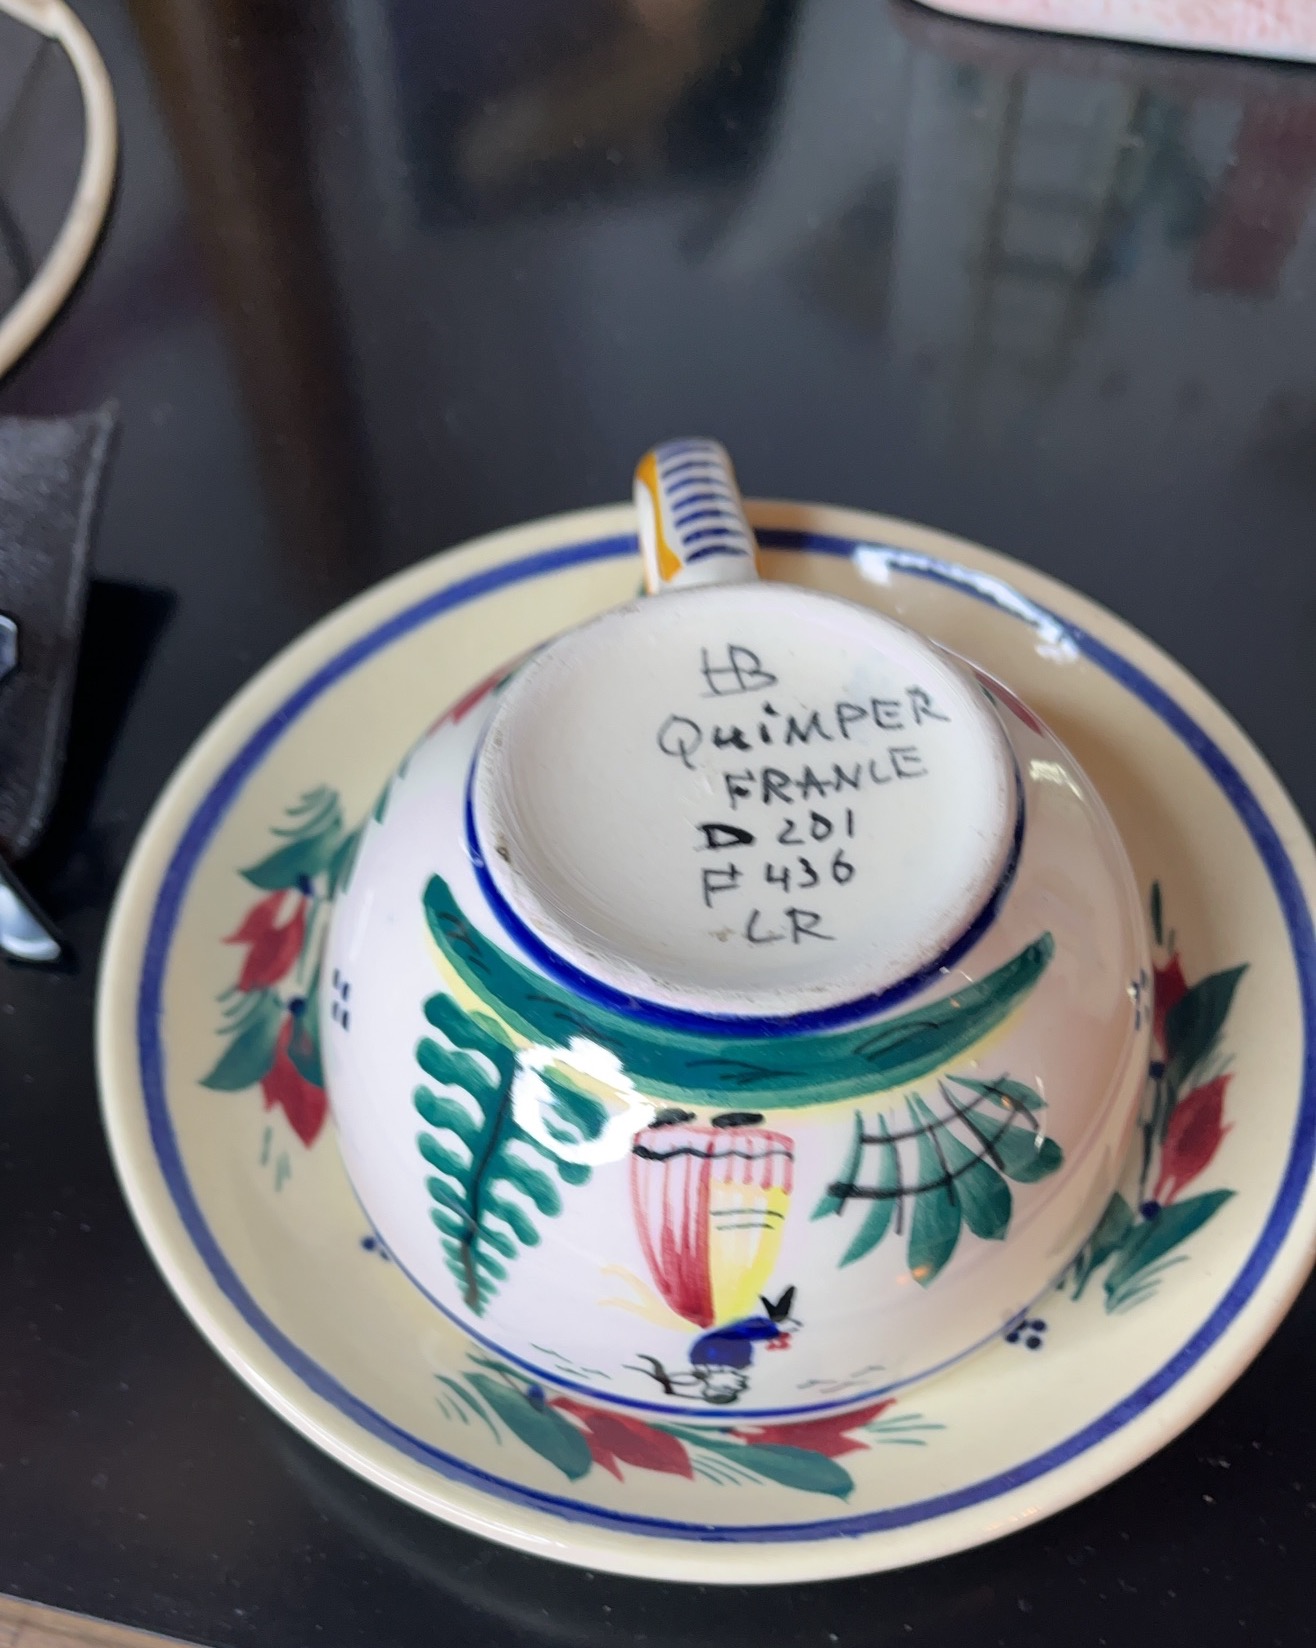 HB
QuiMPER
FRANCE
D 201
F 436
LR